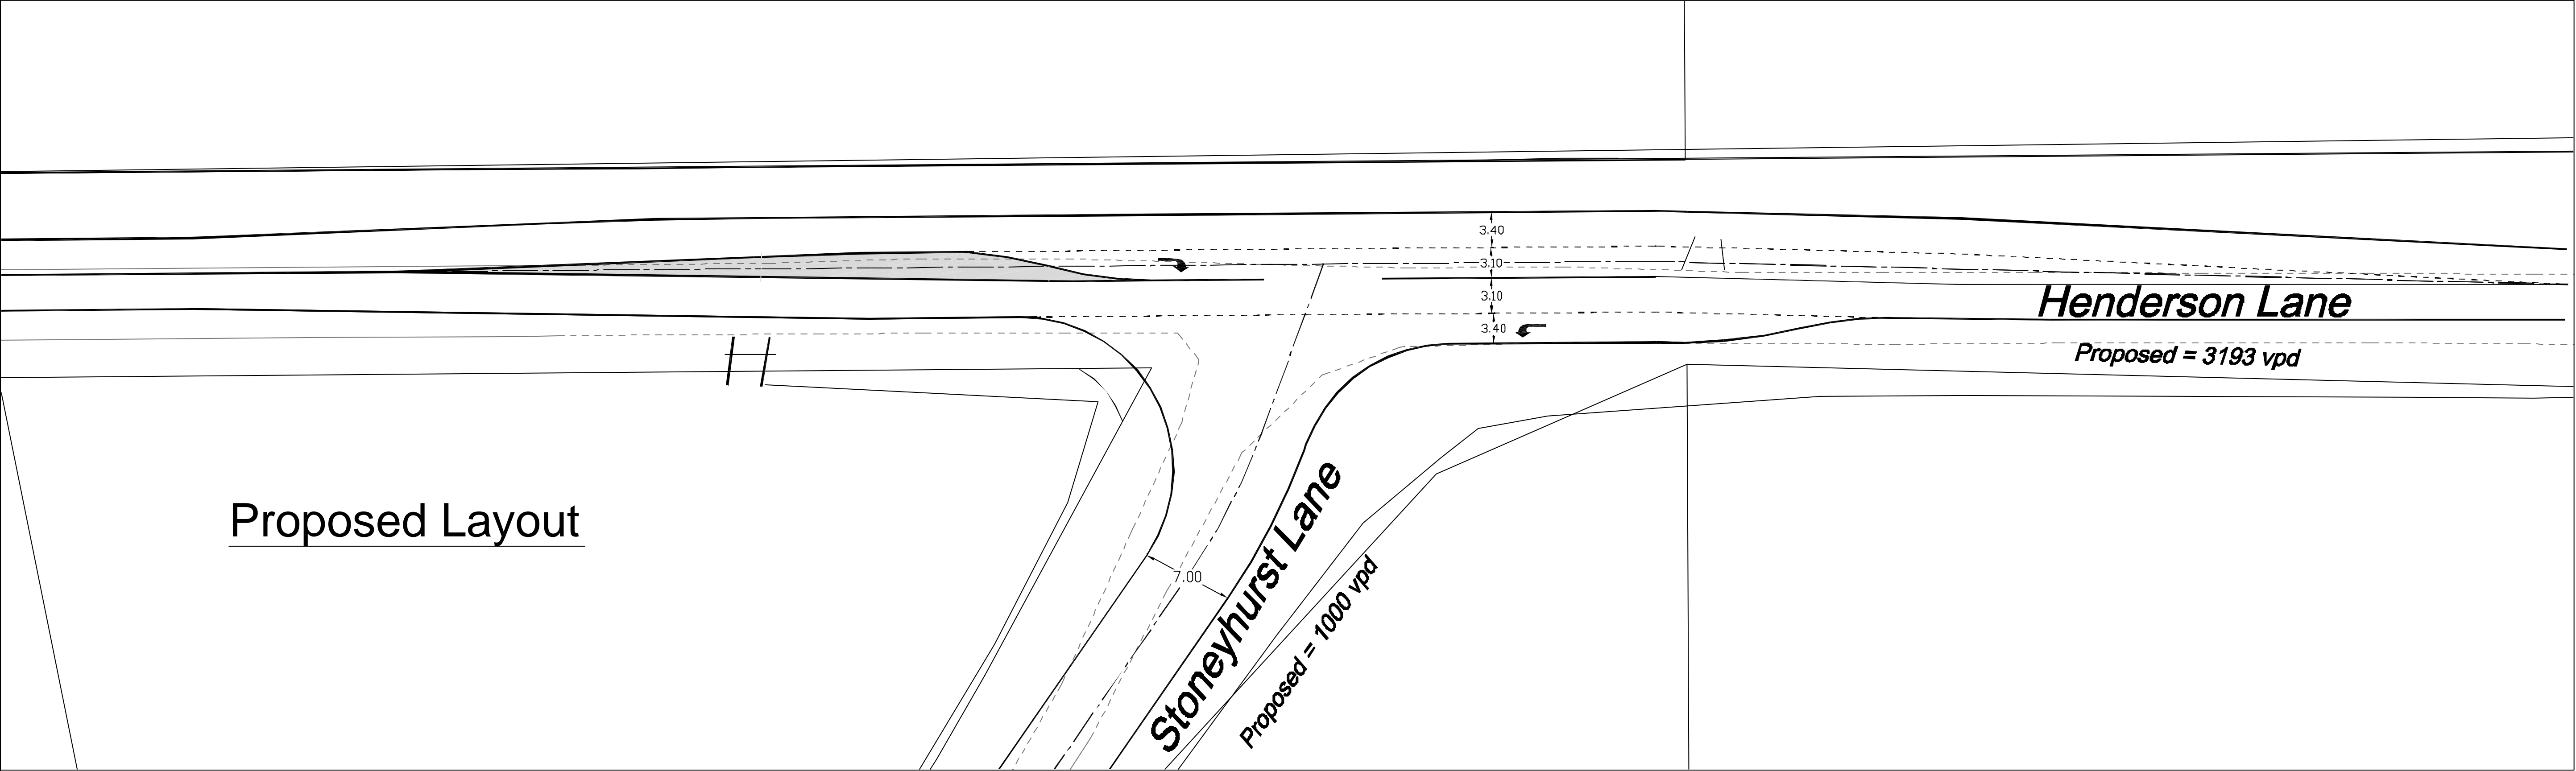 3.40
3.10
3.10
3.40
Henderson Lane
Proposed = 3193 vpd
Proposed Layout
7.00
Stoneyhurst Lane
Proposed = 1000 vpd